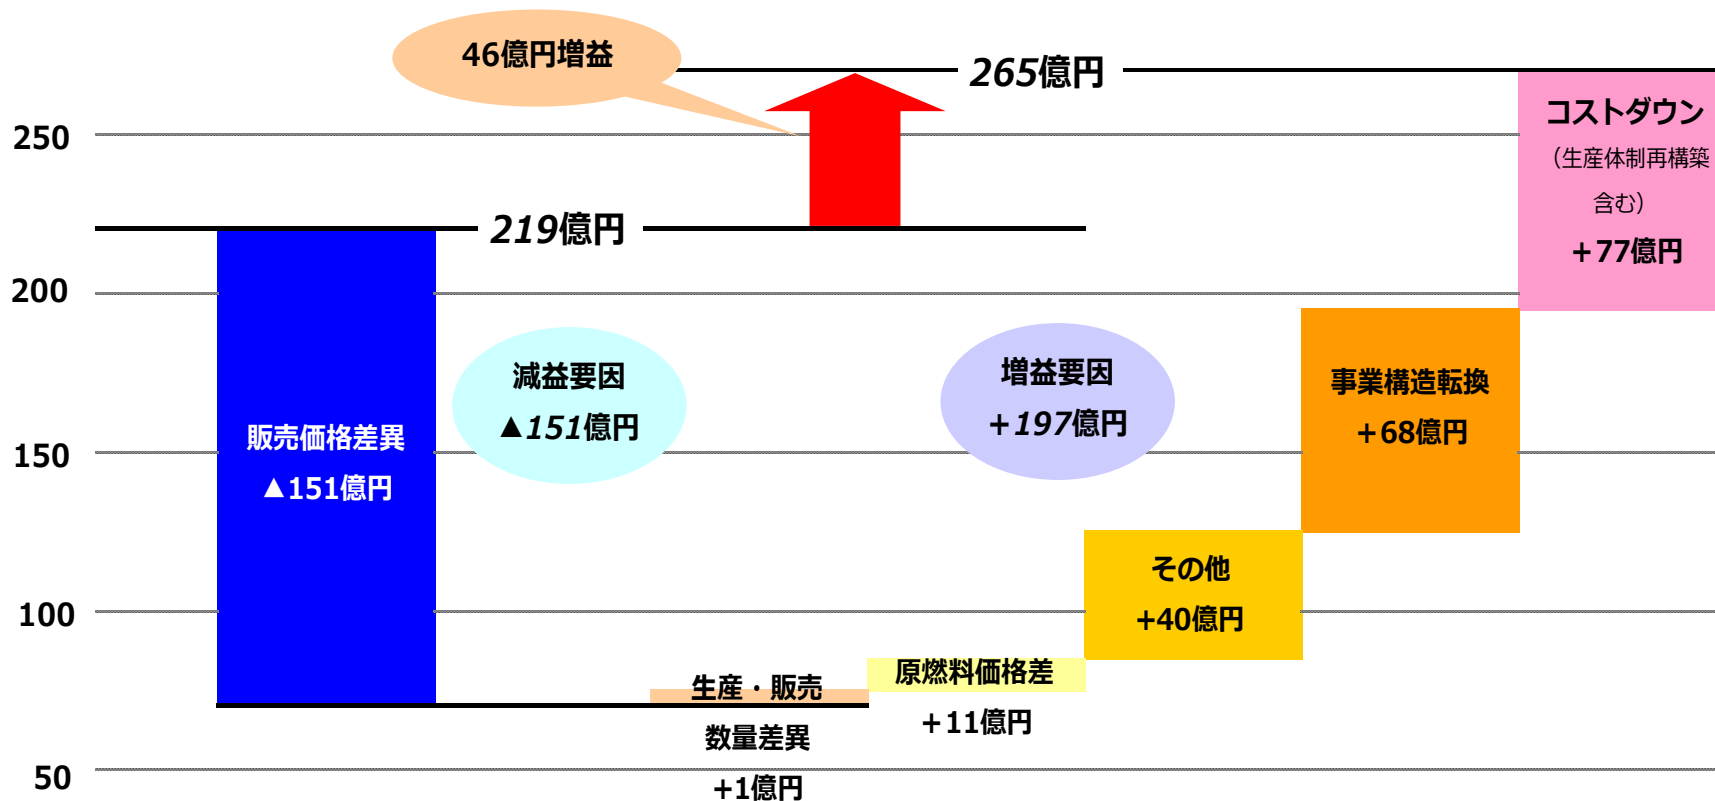 46億円増益
265億円
コストダウン
（生産体制再構築
含む）
+77億円
250
219億円
200
減益要因
▲151億円
増益要因
+197億円
事業構造転換
+68億円
販売価格差異
▲151億円
150
その他
+40億円
100
生産・販売
数量差異
+1億円
原燃料価格差
+11億円
50